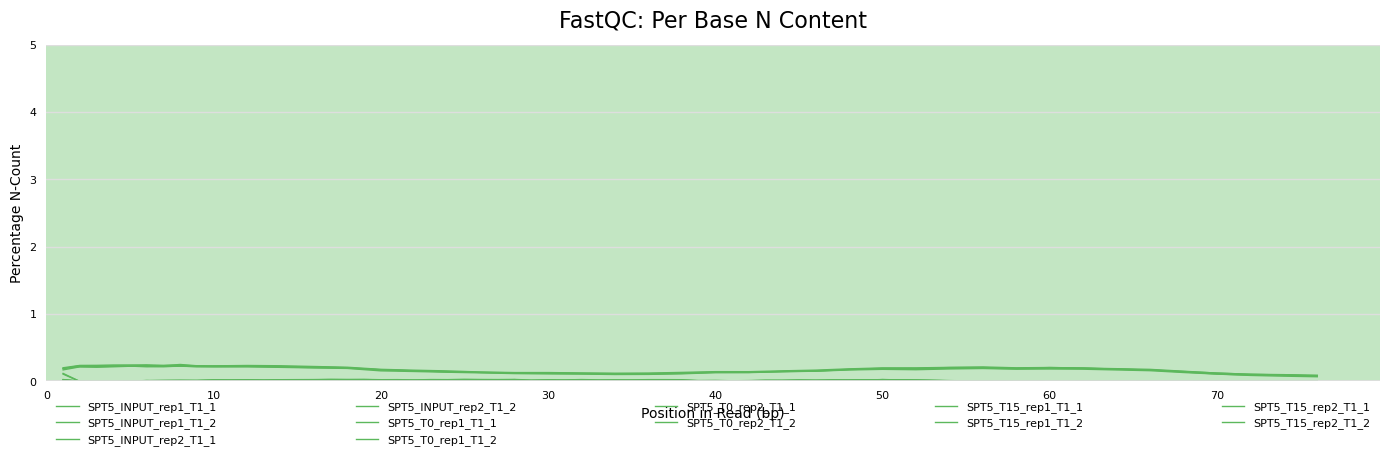 FastQC: Per Base N Content
Percentage N-Count
5
4
3
2
1
0
0 10 20 30 40 50 60 70
Position in Read (bp)
SPT5_INPUT_rep1_T1_1 SPT5_INPUT_rep2_T1_2 SPT5_T0_rep2_T1_1 SPT5_T15_rep1_T1_1 SPT5_T15_rep2_T1_1
SPT5_INPUT_rep1_T1_2 SPT5_T0_rep1_T1_1 SPT5_T0_rep2_T1_2 SPT5_T15_rep1_T1_2 SPT5_T15_rep2_T1_2
SPT5_INPUT_rep2_T1_1 SPT5_T0_rep1_T1_2